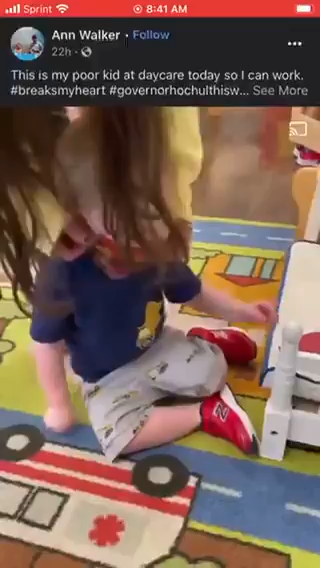 Sprint 8:41 AM
Ann Walker · Follow
22h ·
This is my poor kid at daycare today so I can work.
#breaksmyheart #governorhochulthisw... See More
N